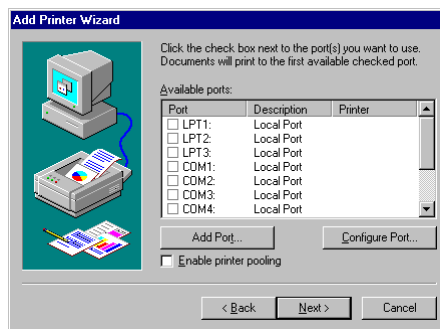 Add Printer Wizard
Click the check box next to the port(s) you want to use.
Documents will print to the first available checked port.
Available ports:
Port Description Printer
LPT1: Local Port
LPT2: Local Port
LPT3: Local Port
COM1: Local Port
COM2: Local Port
COM3: Local Port
COM4: Local Port
Add Port... Configure Port...
Enable printer pooling
< Back Next > Cancel